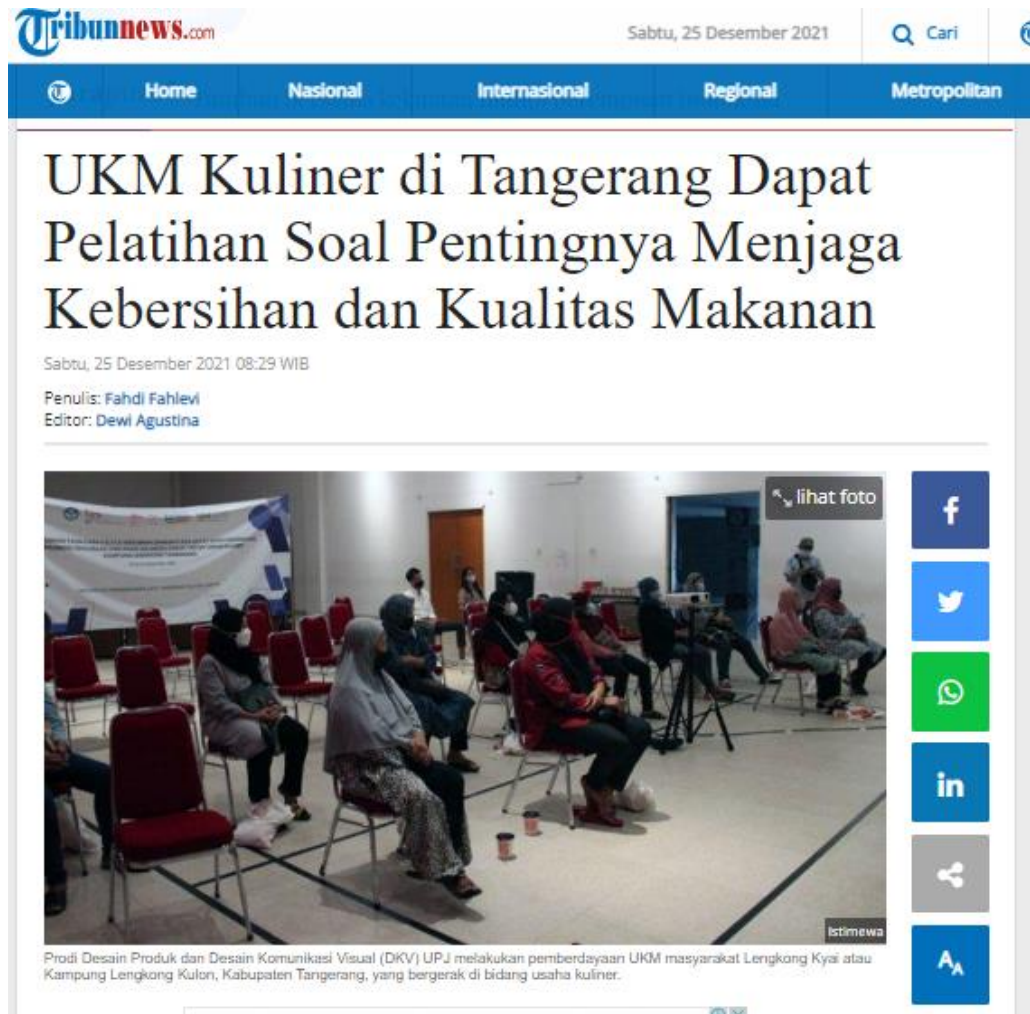 Tribunnews.com
Sabtu, 25 Desember 2021
Cari
Home Nasional Internasional Regional Metropolitan
UKM Kuliner di Tangerang Dapat
Pelatihan Soal Pentingnya Menjaga
Kebersihan dan Kualitas Makanan
Sabtu, 25 Desember 2021 08:29 WIB
Penulis: Fahdi Fahlevi
Editor: Dewi Agustina
lihat foto
Istimewa
Prodi Desain Produk dan Desain Komunikasi Visual (DKV) UPJ melakukan pemberdayaan UKM masyarakat Lengkong Kyai atau
Kampung Lengkong Kulon, Kabupaten Tangerang, yang bergerak di bidang usaha kuliner.
f
in
AA